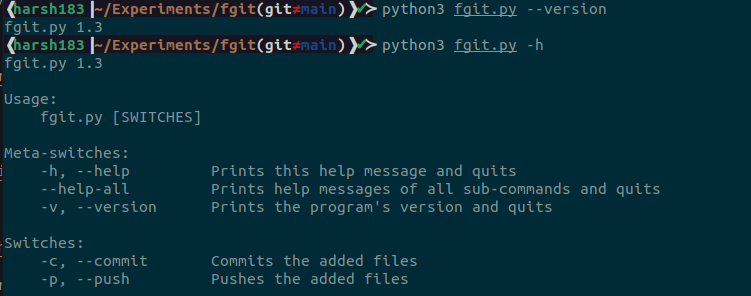 harsh183 ~/Experiments/fgit(git≠main)✔ python3 fgit.py --version
fgit.py 1.3
harsh183 ~/Experiments/fgit(git≠main)✔ python3 fgit.py -h
fgit.py 1.3
Usage:
fgit.py [SWITCHES]
Meta-switches:
-h, --help Prints this help message and quits
--help-all Prints help messages of all sub-commands and quits
-v, --version Prints the program's version and quits
Switches:
-c, --commit Commits the added files
-p, --push Pushes the added files